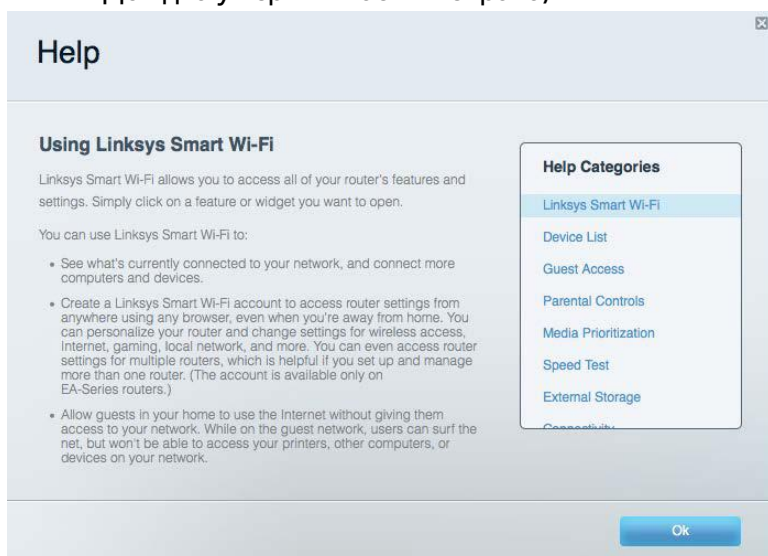 Help
Using Linksys Smart Wi-Fi
Linksys Smart Wi-Fi allows you to access all of your router's features and
settings. Simply click on a feature or widget you want to open.
You can use Linksys Smart Wi-Fi to:
• See what's currently connected to your network, and connect more
computers and devices.
• Create a Linksys Smart Wi-Fi account to access router settings from
anywhere using any browser, even when you're away from home. You
can personalize your router and change settings for wireless access,
Internet, gaming, local network, and more. You can even access router
settings for multiple routers, which is helpful if you set up and manage
more than one router. (The account is available only on
EA-Series routers.)
• Allow guests in your home to use the Internet without giving them
access to your network. While on the guest network, users can surf the
net, but won't be able to access your printers, other computers, or
devices on your network.
Help Categories
Linksys Smart Wi-Fi
Device List
Guest Access
Parental Controls
Media Prioritization
Speed Test
External Storage
Connectivity
Ok